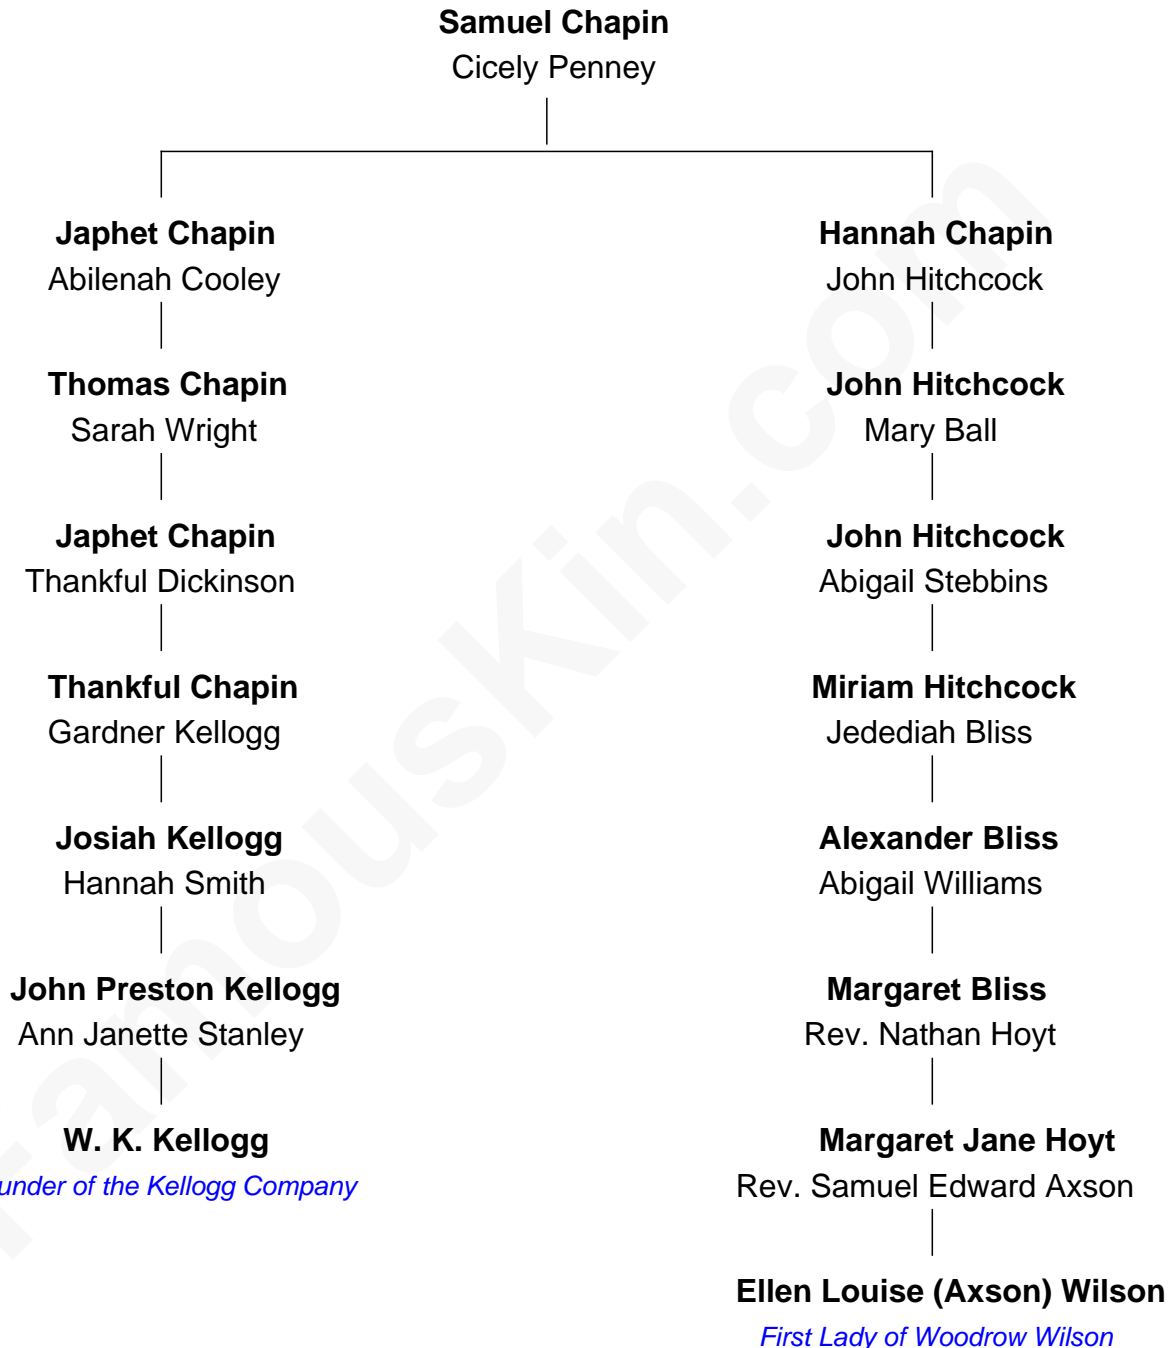 Samuel Chapin
Cicely Penney
Japhet Chapin
Abilenah Cooley
Hannah Chapin
John Hitchcock
Thomas Chapin
Sarah Wright
John Hitchcock
Mary Ball
Japhet Chapin
Thankful Dickinson
John Hitchcock
Abigail Stebbins
Thankful Chapin
Gardner Kellogg
Miriam Hitchcock
Jedediah Bliss
Josiah Kellogg
Hannah Smith
Alexander Bliss
Abigail Williams
John Preston Kellogg
Ann Janette Stanley
Margaret Bliss
Rev. Nathan Hoyt
W. K. Kellogg
under of the Kellogg Company
Margaret Jane Hoyt
Rev. Samuel Edward Axson
Ellen Louise (Axson) Wilson
First Lady of Woodrow Wilson
FamousKin.com